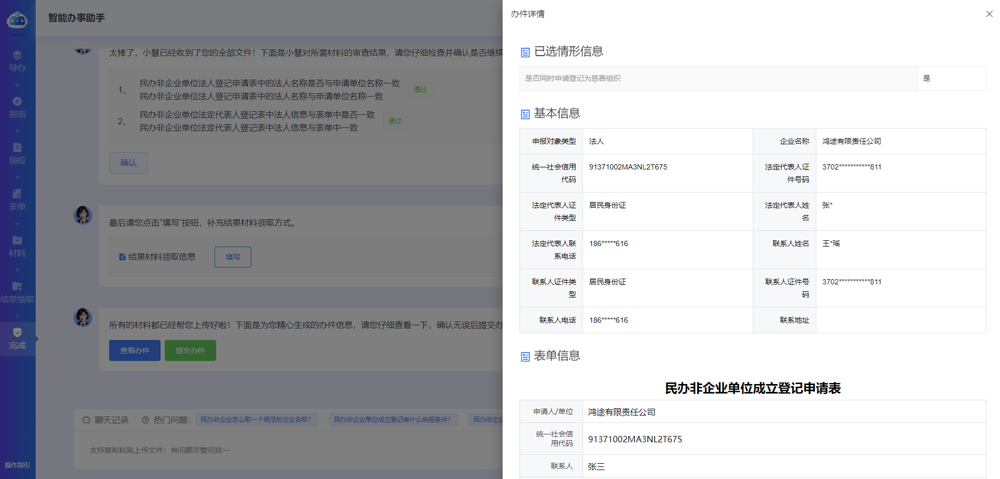 智能办事助手
导办
指南
预检
表单
材料
结果领取
完成
操作指引
太棒了，小慧已经收到了您的全部文件！下面是小慧对所需材料的审查结果，请您仔细检查并确认是否继续
1、
民办非企业单位法人登记申请表中的法人名称是否与申请单位名称一致
民办非企业单位法人登记申请表中的法人名称与申请单位名称一致
通过
2、
民办非企业单位法定代表人登记表中法人信息与表单中是否一致
民办非企业单位法定代表人登记表中法人信息与表单中一致
通过
确认
最后请您点击“填写”按钮，补充结果材料领取方式。
结果材料领取信息
填写
所有的材料都已经帮您上传好啦！下面是为您精心生成的办件信息，请您仔细查看一下，确认无误后提交办
查看办件
提交办件
聊天记录
热门问题：
民办非企业怎么取一个规范的企业名称？
民办非企业单位成立登记有什么申报条件？
民办非企业
支持复制粘贴上传文件；有问题尽管问我~~
办件详情
已选情形信息
是否同时申请登记为慈善组织
是
基本信息
申报对象类型
法人
企业名称
鸿途有限责任公司
统一社会信用
代码
91371002MA3NL2T675
法定代表人证
件号码
3702***********811
法定代表人证
件类型
居民身份证
法定代表人姓
名
张*
法定代表人联
系电话
186*****616
联系人姓名
王*瑶
联系人证件类
型
居民身份证
联系人证件号
码
3702***********811
联系人电话
186*****616
联系地址
表单信息
民办非企业单位成立登记申请表
申请人/单位
鸿途有限责任公司
统一社会信
用代码
91371002MA3NL2T675
联系人
张三